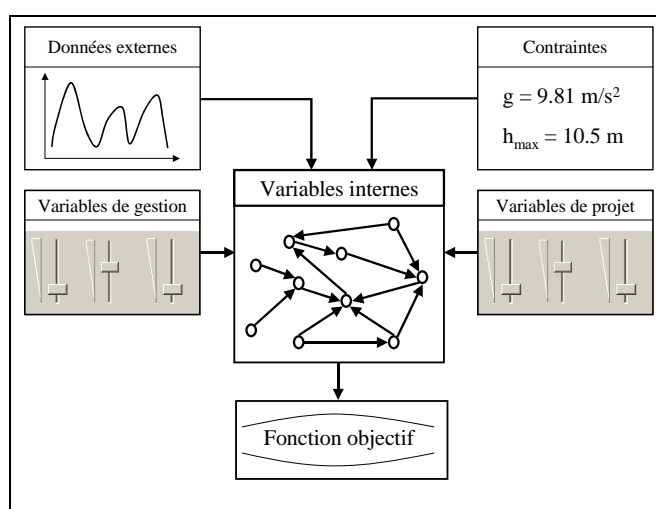 Données externes
Contraintes
g = 9.81 m/s²
hmax = 10.5 m
Variables internes
Variables de gestion
Variables de projet
Fonction objectif